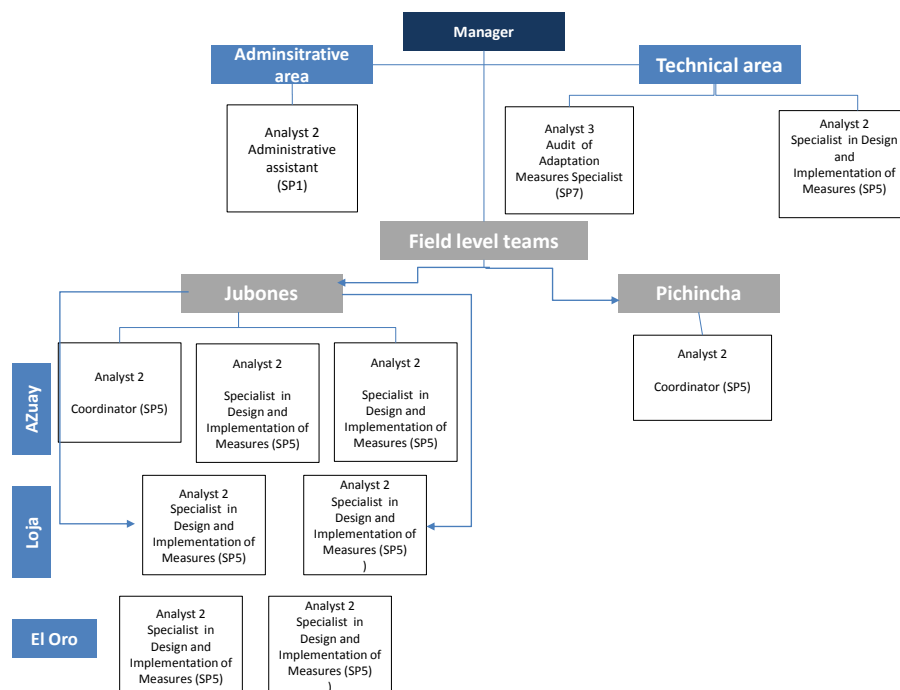 Manager
Adminsitrative
area
Technical area
Analyst 2
Administrative
assistant
(SP1)
Analyst 3
Audit of
Adaptation
Measures Specialist
(SP7)
Analyst 2
Specialist in Design
and
Implementation of
Measures (SP5)
Field level teams
Jubones
Pichincha
AZuay
Analyst 2
Coordinator (SP5)
Analyst 2
Specialist in
Design and
Implementation of
Measures (SP5)
Analyst 2
Specialist in
Design and
Implementation of
Measures (SP5)
Analyst 2
Coordinator (SP5)
Loja
Analyst 2
Specialist in
Design and
Implementation of
Measures (SP5)
Analyst 2
Specialist in
Design and
Implementation of
Measures (SP5)
)
El Oro
Analyst 2
Specialist in
Design and
Implementation of
Measures (SP5)
Analyst 2
Specialist in
Design and
Implementation of
Measures (SP5)
)